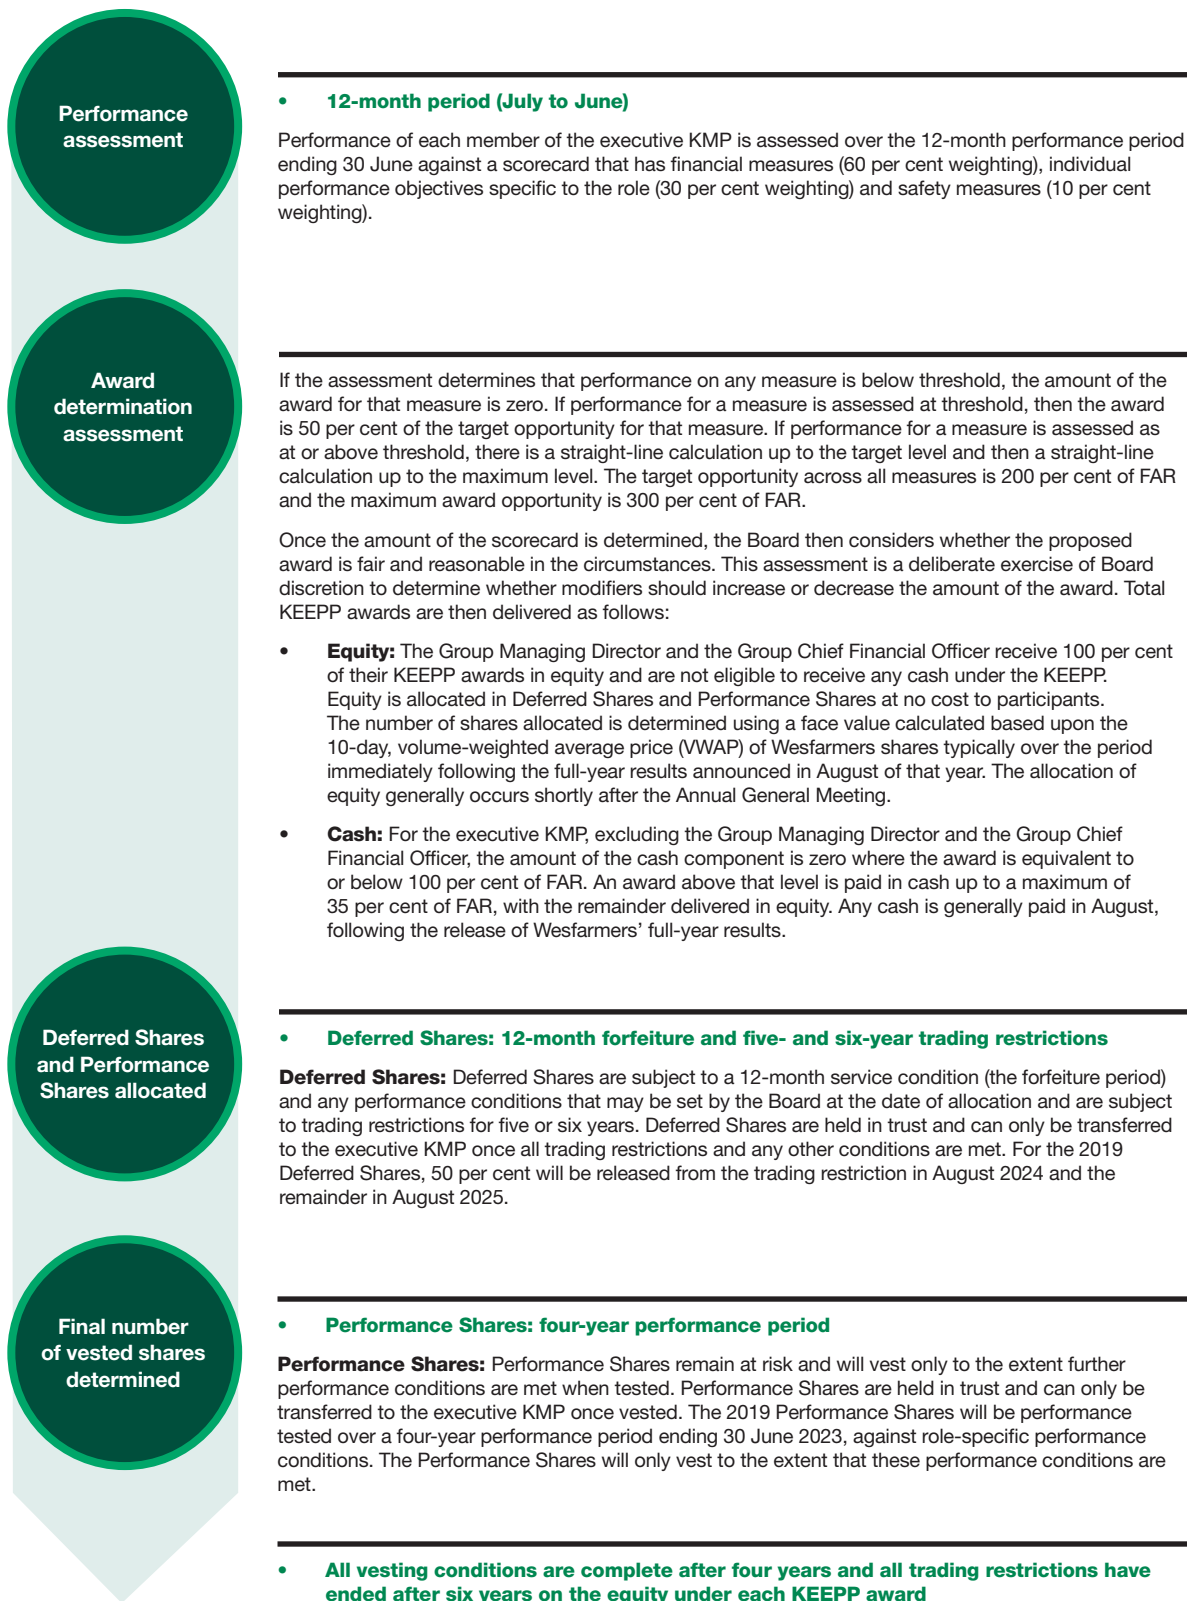 Performance
assessment
• 12-month period (July to June)
Performance of each member of the executive KMP is assessed over the 12-month performance period
ending 30 June against a scorecard that has financial measures (60 per cent weighting), individual
performance objectives specific to the role (30 per cent weighting) and safety measures (10 per cent
weighting).
Award
determination
assessment
If the assessment determines that performance on any measure is below threshold, the amount of the
award for that measure is zero. If performance for a measure is assessed at threshold, then the award
is 50 per cent of the target opportunity for that measure. If performance for a measure is assessed as
at or above threshold, there is a straight-line calculation up to the target level and then a straight-line
calculation up to the maximum level. The target opportunity across all measures is 200 per cent of FAR
and the maximum award opportunity is 300 per cent of FAR.
Once the amount of the scorecard is determined, the Board then considers whether the proposed
award is fair and reasonable in the circumstances. This assessment is a deliberate exercise of Board
discretion to determine whether modifiers should increase or decrease the amount of the award. Total
KEEPP awards are then delivered as follows:
• Equity: The Group Managing Director and the Group Chief Financial Officer receive 100 per cent
of their KEEPP awards in equity and are not eligible to receive any cash under the KEEPP.
Equity is allocated in Deferred Shares and Performance Shares at no cost to participants.
The number of shares allocated is determined using a face value calculated based upon the
10-day, volume-weighted average price (VWAP) of Wesfarmers shares typically over the period
immediately following the full-year results announced in August of that year. The allocation of
equity generally occurs shortly after the Annual General Meeting.
• Cash: For the executive KMP, excluding the Group Managing Director and the Group Chief
Financial Officer, the amount of the cash component is zero where the award is equivalent to
or below 100 per cent of FAR. An award above that level is paid in cash up to a maximum of
35 per cent of FAR, with the remainder delivered in equity. Any cash is generally paid in August,
following the release of Wesfarmers' full-year results.
Deferred Shares
and Performance
Shares allocated
• Deferred Shares: 12-month forfeiture and five- and six-year trading restrictions
Deferred Shares: Deferred Shares are subject to a 12-month service condition (the forfeiture period)
and any performance conditions that may be set by the Board at the date of allocation and are subject
to trading restrictions for five or six years. Deferred Shares are held in trust and can only be transferred
to the executive KMP once all trading restrictions and any other conditions are met. For the 2019
Deferred Shares, 50 per cent will be released from the trading restriction in August 2024 and the
remainder in August 2025.
Final number
of vested shares
determined
• Performance Shares: four-year performance period
Performance Shares: Performance Shares remain at risk and will vest only to the extent further
performance conditions are met when tested. Performance Shares are held in trust and can only be
transferred to the executive KMP once vested. The 2019 Performance Shares will be performance
tested over a four-year performance period ending 30 June 2023, against role-specific performance
conditions. The Performance Shares will only vest to the extent that these performance conditions are
met.
• All vesting conditions are complete after four years and all trading restrictions have
ended after six years on the equity under each KEEPP award